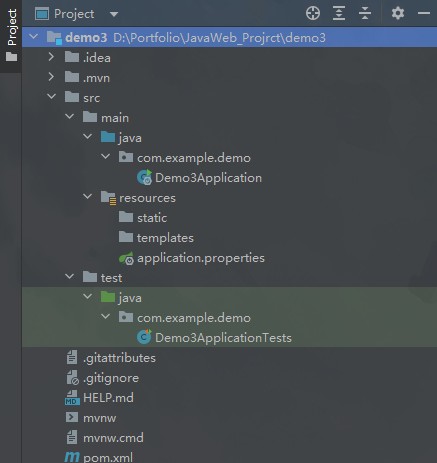 Project
Project
demo3 D:\Portfolio\JavaWeb_Projrct\demo3
.idea
.mvn
src
main
java
com.example.demo
Demo3Application
resources
static
templates
application.properties
test
java
com.example.demo
Demo3ApplicationTests
.gitattributes
.gitignore
HELP.md
mvnw
mvnw.cmd
pom.xml